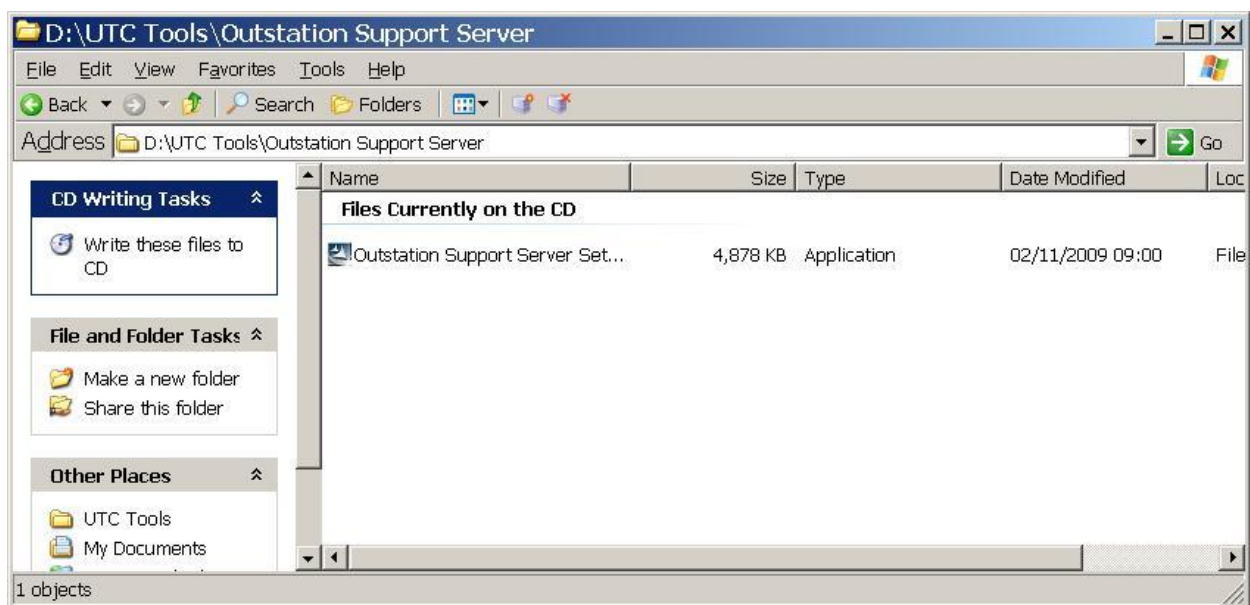 D:\UTC Tools\Outstation Support Server
File Edit View Favorites Tools Help
Back Search Folders
Address D:\UTC Tools\Outstation Support Server Go
Name Size Type Date Modified Loc
CD Writing Tasks
Write these files to
CD
File and Folder Tasks
Make a new folder
Share this folder
Other Places
UTC Tools
My Documents
Files Currently on the CD
Outstation Support Server Set... 4,878 KB Application 02/11/2009 09:00 File
1 objects